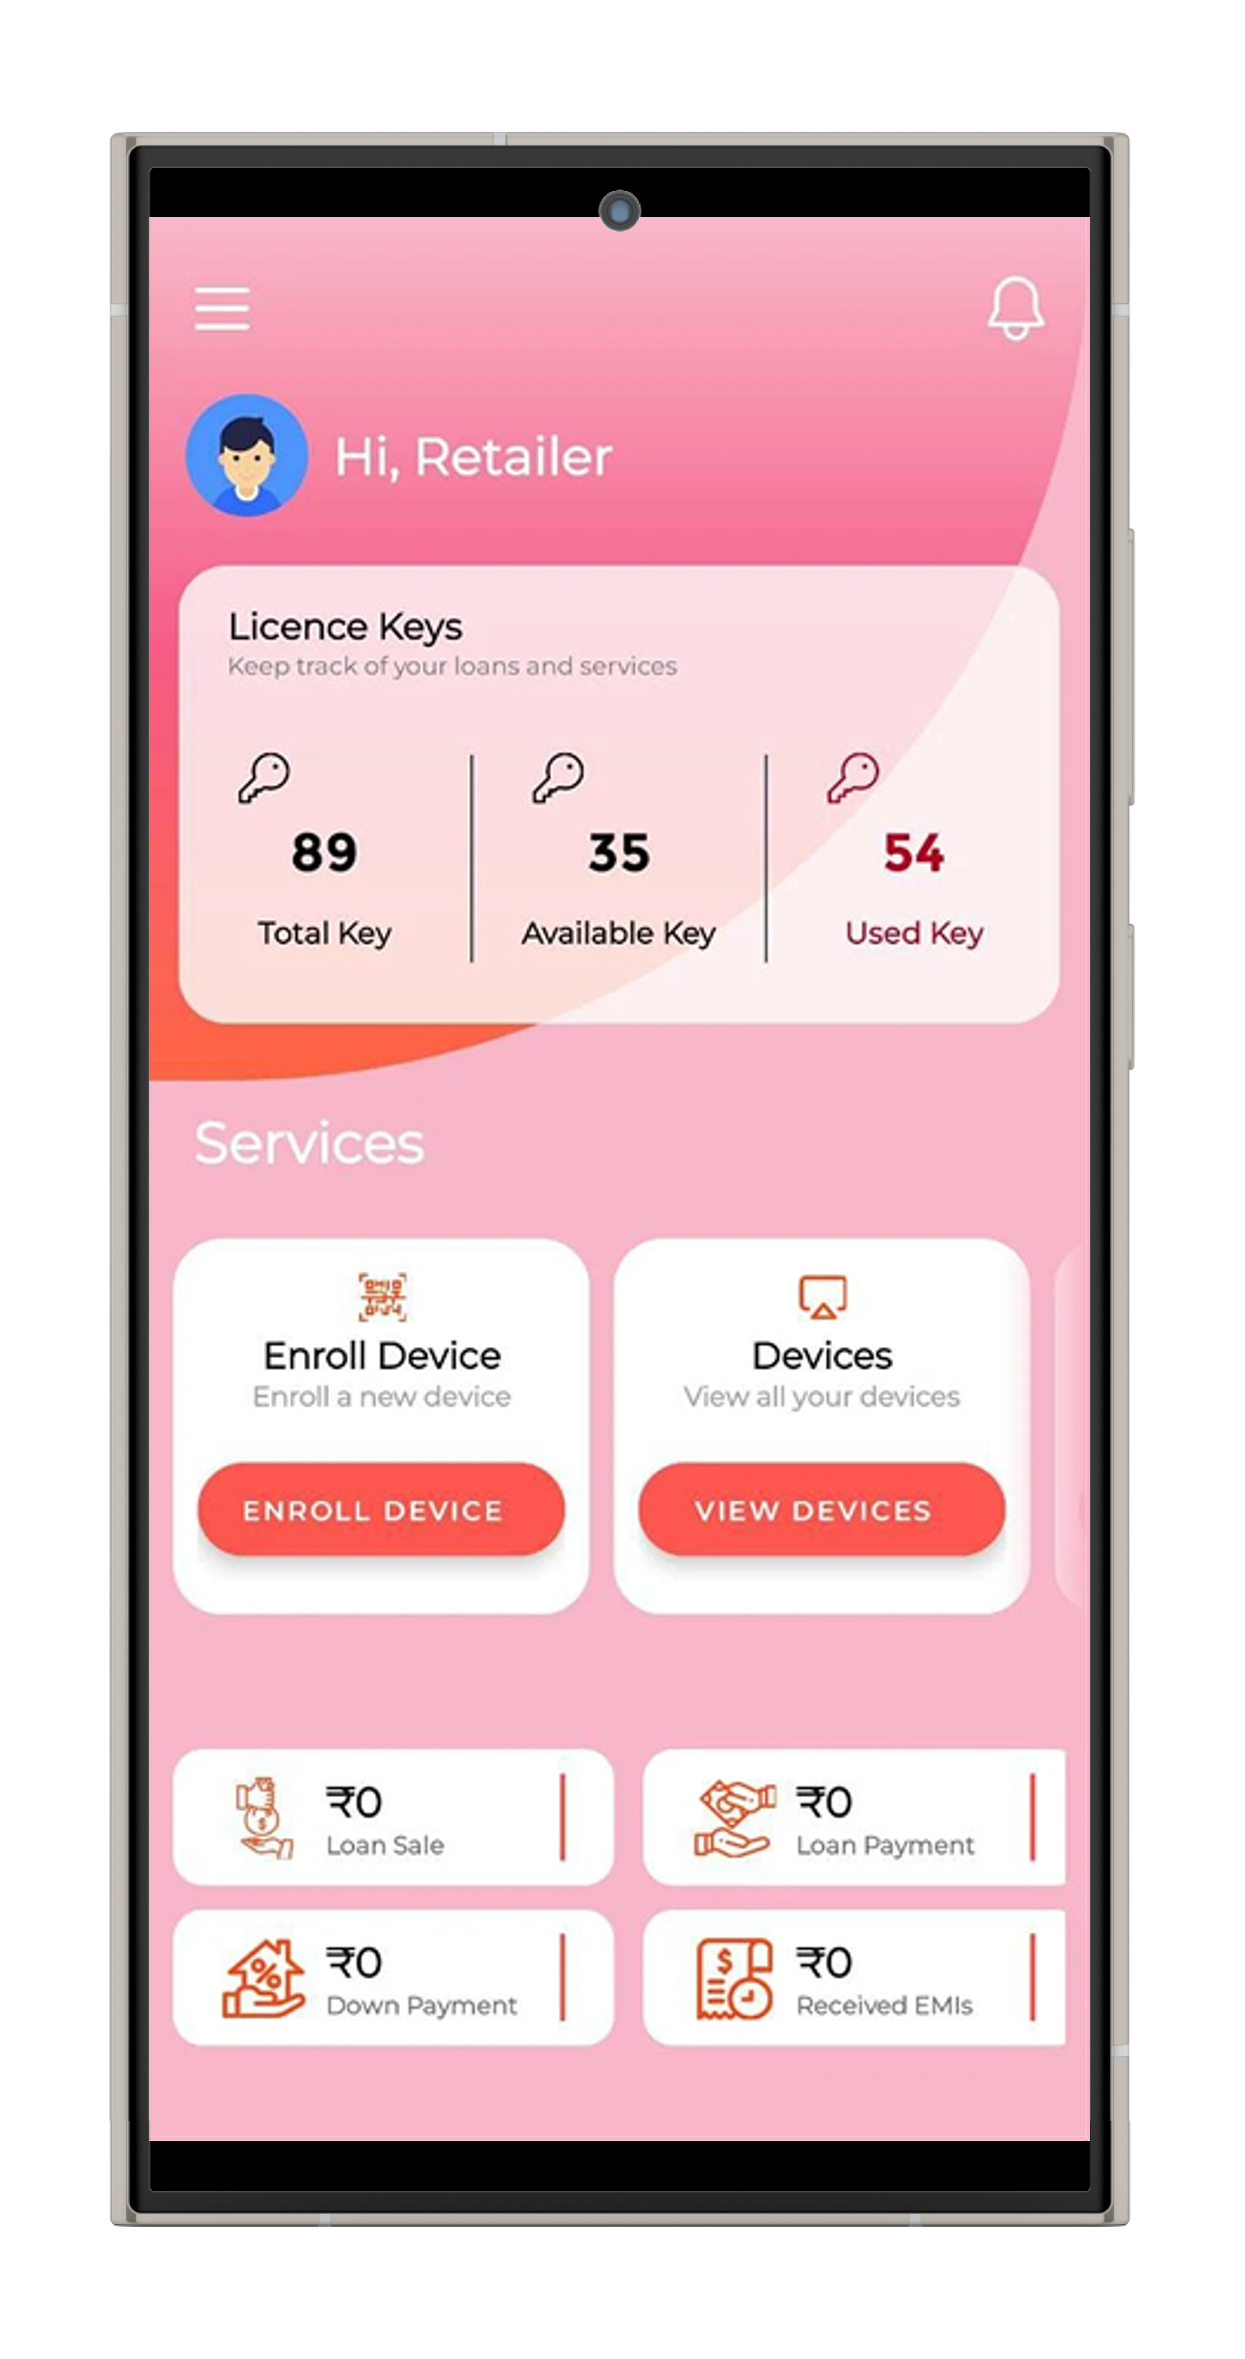 Hi, Retailer
Licence Keys
Keep track of your loans and services
89
Total Key
35
Available Key
54
Used Key
Services
Enroll Device
Enroll a new device
ENROLL DEVICE
Devices
View all your devices
VIEW DEVICES
₹0
Loan Sale
₹0
Loan Payment
₹0
Down Payment
₹0
Received EMIs